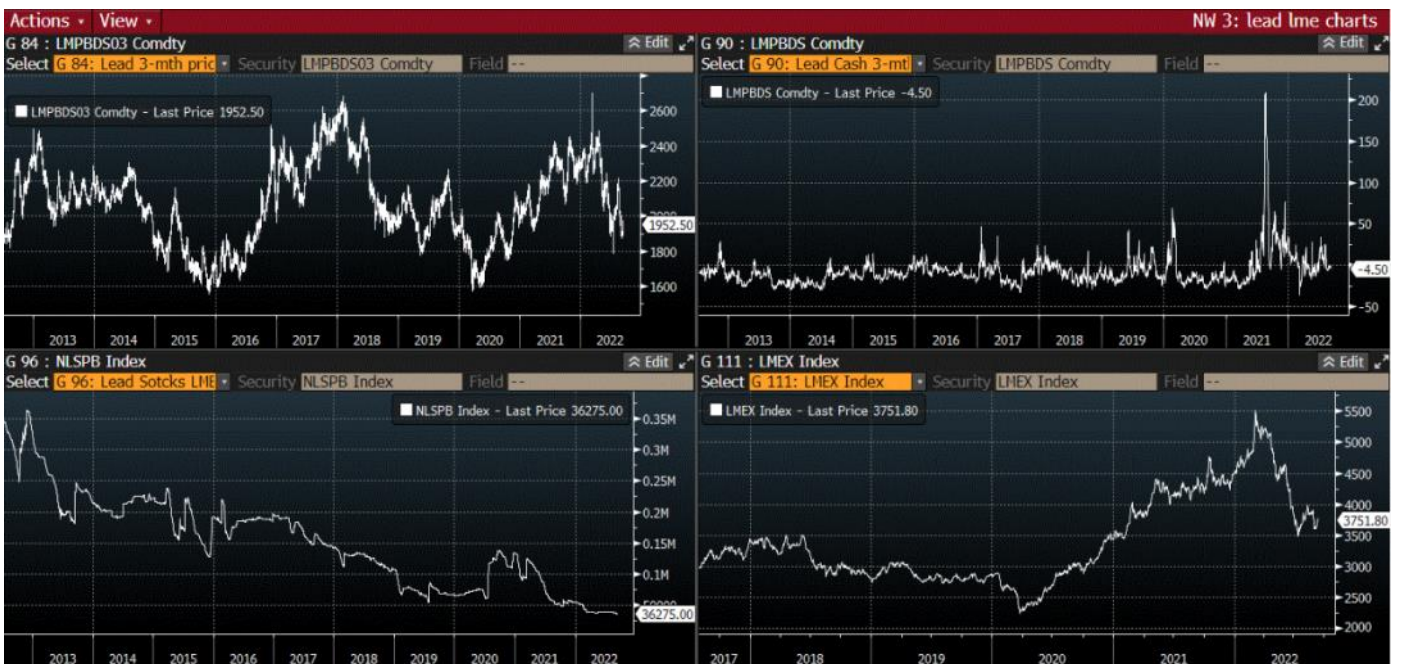 Actions View NW 3: lead lme charts
G 84 : LMPBDS03 Comdty Edit
Select G 84: Lead 3-mth pric Security LMPBDS03 Comdty Field --
LMPBDS03 Comdty - Last Price 1952.50
2600
2400
2200
2000
1952.50
1800
1600
2013 2014 2015 2016 2017 2018 2019 2020 2021 2022
G 90 : LMPBDS Comdty Edit
Select G 90: Lead Cash 3-mtl Security LMPBDS Comdty Field --
LMPBDS Comdty - Last Price -4.50
200
150
100
50
-4.50
-50
2013 2014 2015 2016 2017 2018 2019 2020 2021 2022
G 96 : NLSPB Index Edit
Select G 96: Lead Sotcks LME Security NLSPB Index Field --
NLSPB Index - Last Price 36275.00
0.35M
0.3M
0.25M
0.2M
0.15M
0.1M
50000
36275.00
2013 2014 2015 2016 2017 2018 2019 2020 2021 2022
G 111 : LMEX Index Edit
Select G 111: LMEX Index Security LMEX Index Field --
LMEX Index - Last Price 3751.80
5500
5000
4500
4000
3751.80
3500
3000
2500
2000
2017 2018 2019 2020 2021 2022